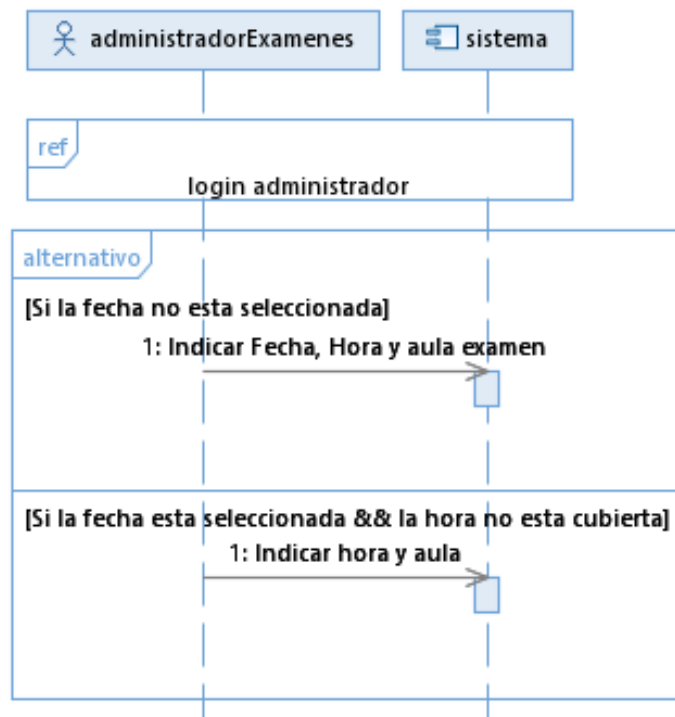 administradorExamenes
sistema
ref
login administrador
alternativo
[Si la fecha no esta seleccionada]
1: Indicar Fecha, Hora y aula examen
[Si la fecha esta seleccionada && la hora no esta cubierta]
1: Indicar hora y aula